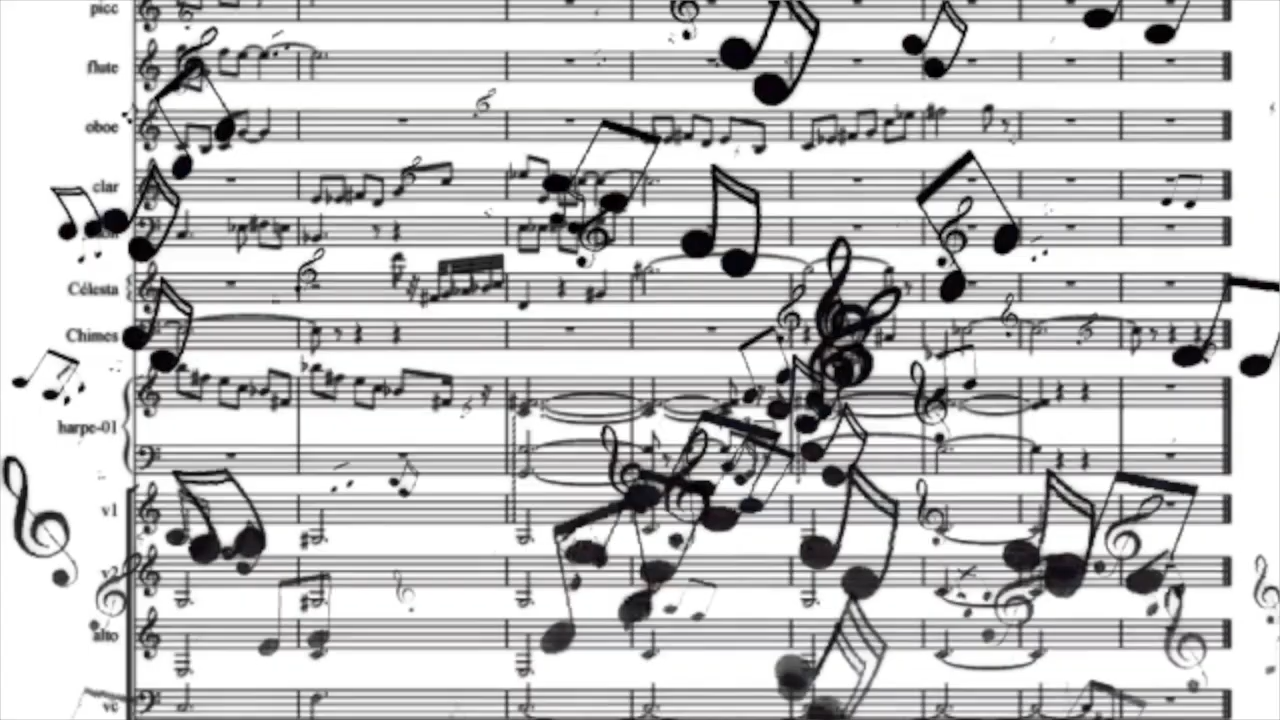 picc
flute
oboe
clar
Célesta
Chimes
harpe-01
v1
v2
alto
vc